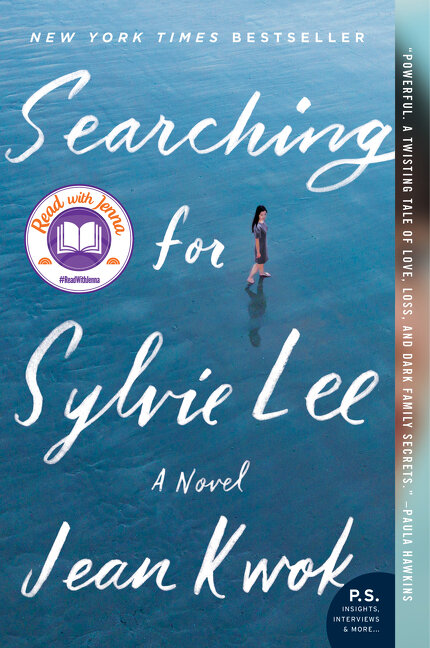 NEW YORK TIMES BESTSELLER
Searching
for
Sylvie Lee
A Novel
Jean Kwok
Read with Jenna
#ReadWithJenna
P.S.
INSIGHTS,
INTERVIEWS
& MORE...
"POWERFUL. A TWISTING TALE OF LOVE, LOSS, AND DARK FAMILY SECRETS." —PAULA HAWKINS